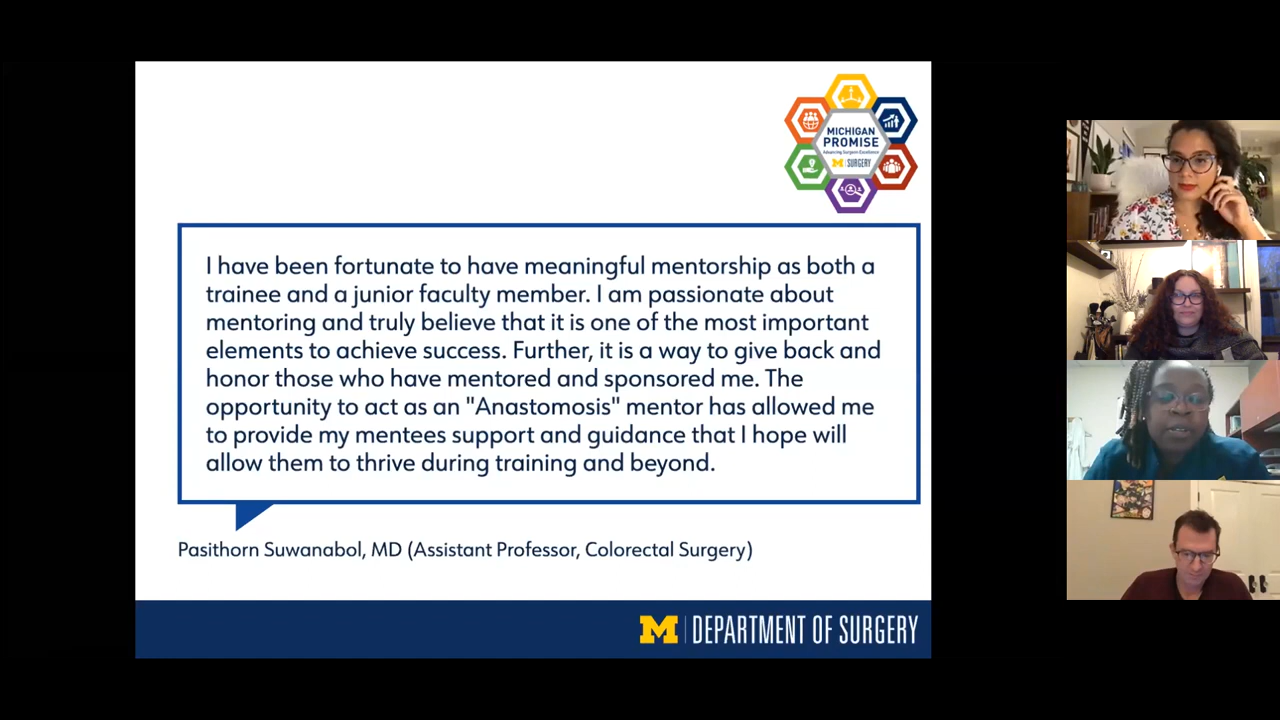 MICHIGAN
PROMISE
Advancing Surgeon Excellence
M SURGERY
I have been fortunate to have meaningful mentorship as both a
trainee and a junior faculty member. I am passionate about
mentoring and truly believe that it is one of the most important
elements to achieve success. Further, it is a way to give back and
honor those who have mentored and sponsored me. The
opportunity to act as an "Anastomosis" mentor has allowed me
to provide my mentees support and guidance that I hope will
allow them to thrive during training and beyond.
Pasithorn Suwanabol, MD (Assistant Professor, Colorectal Surgery)
M | DEPARTMENT OF SURGERY